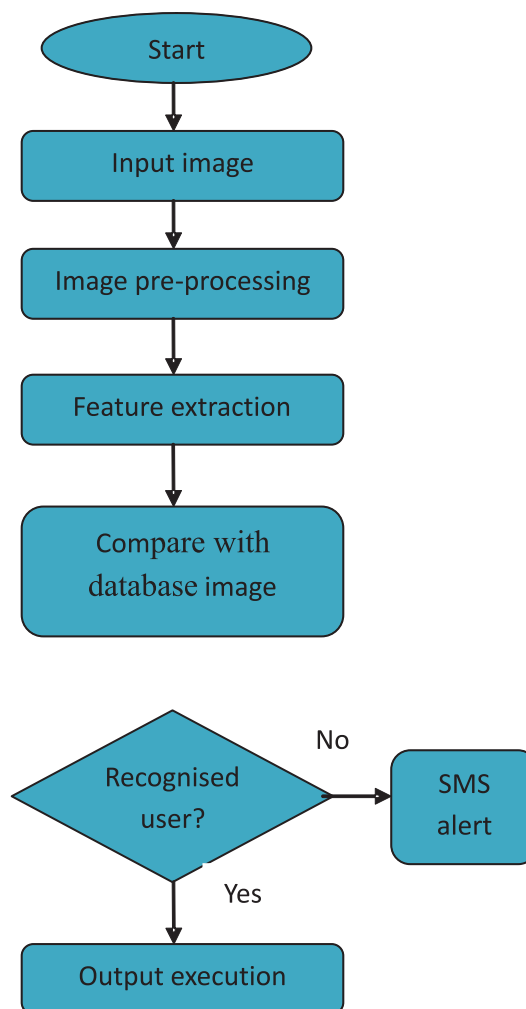 Start
Input image
Image pre-processing
Feature extraction
Compare with
database image
No
Recognised
user?
SMS
alert
Yes
Output execution